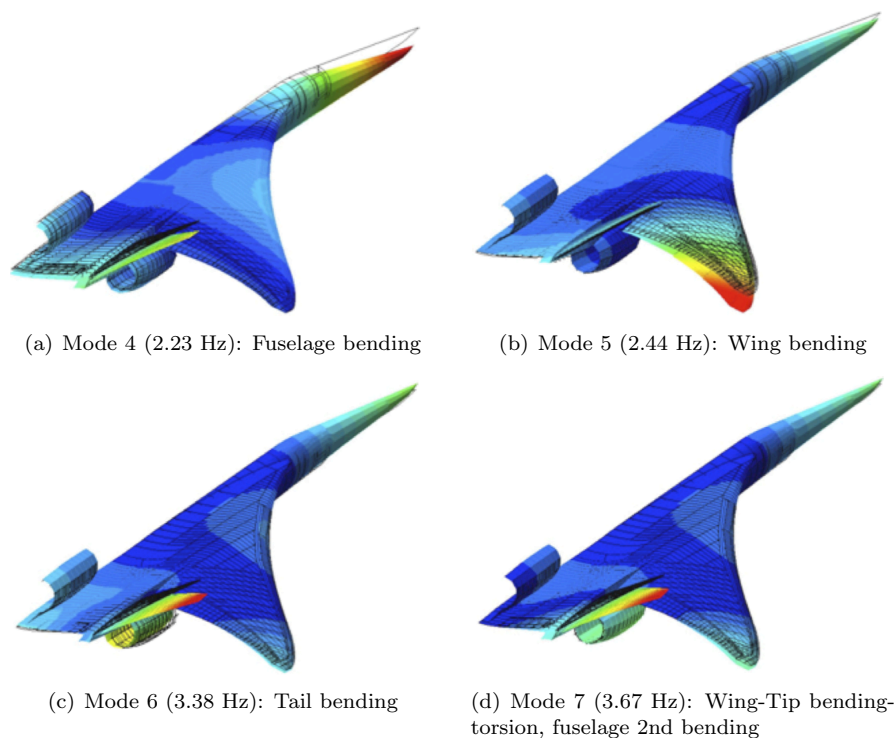 (a) Mode 4 (2.23 Hz): Fuselage bending
(b) Mode 5 (2.44 Hz): Wing bending
(c) Mode 6 (3.38 Hz): Tail bending
(d) Mode 7 (3.67 Hz): Wing-Tip bending-
torsion, fuselage 2nd bending